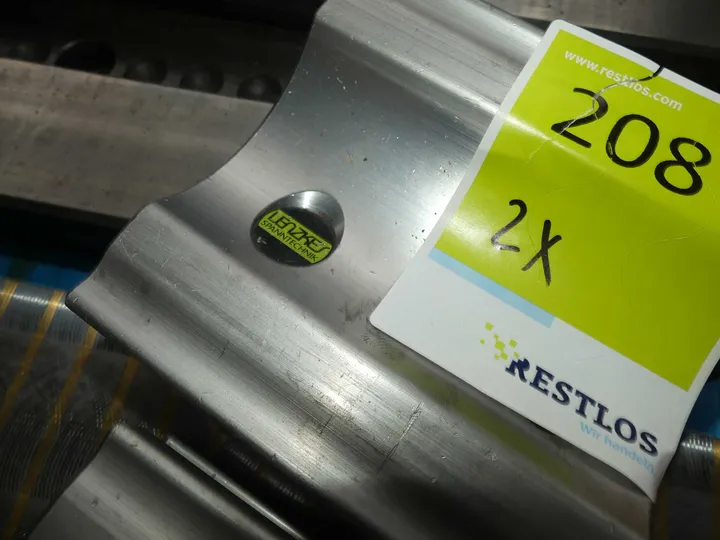 www.restlos.com
208
2X
LENZKES
SPANNTECHNIK
RESTLOS
Wir handeln